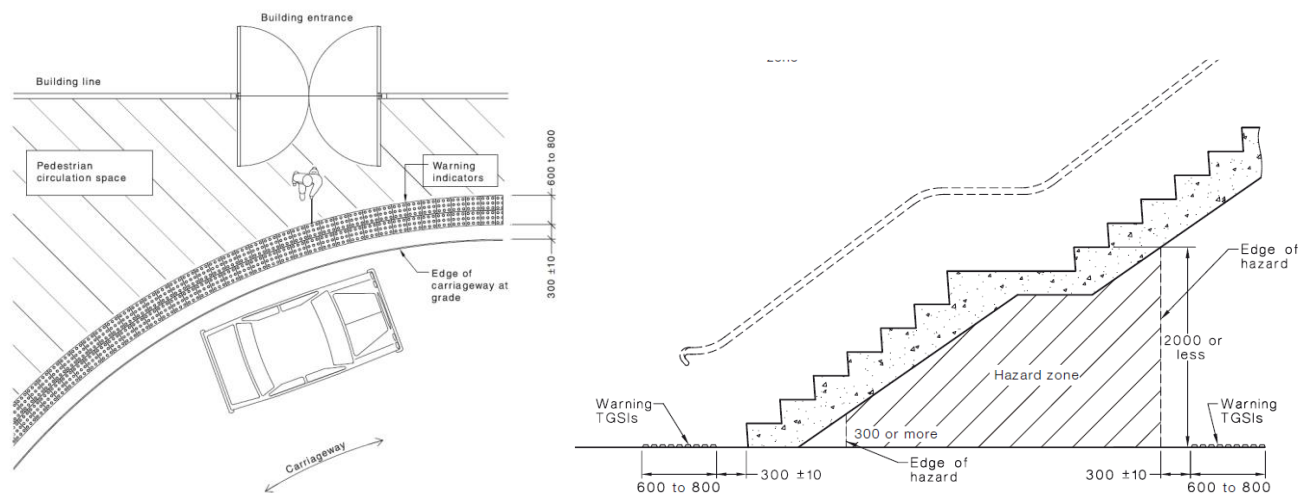 Building entrance
Building line
Pedestrian
circulation space
Warning
indicators
600 to 800
300 ±10
Edge of
carriageway at
grade
Carriageway
Edge of
hazard
2000 or
less
Hazard zone
Warning
TGSIs
Warning
TGSIs
300 or more
Edge of
hazard
300 ±10
300 ±10
600 to 800
600 to 800